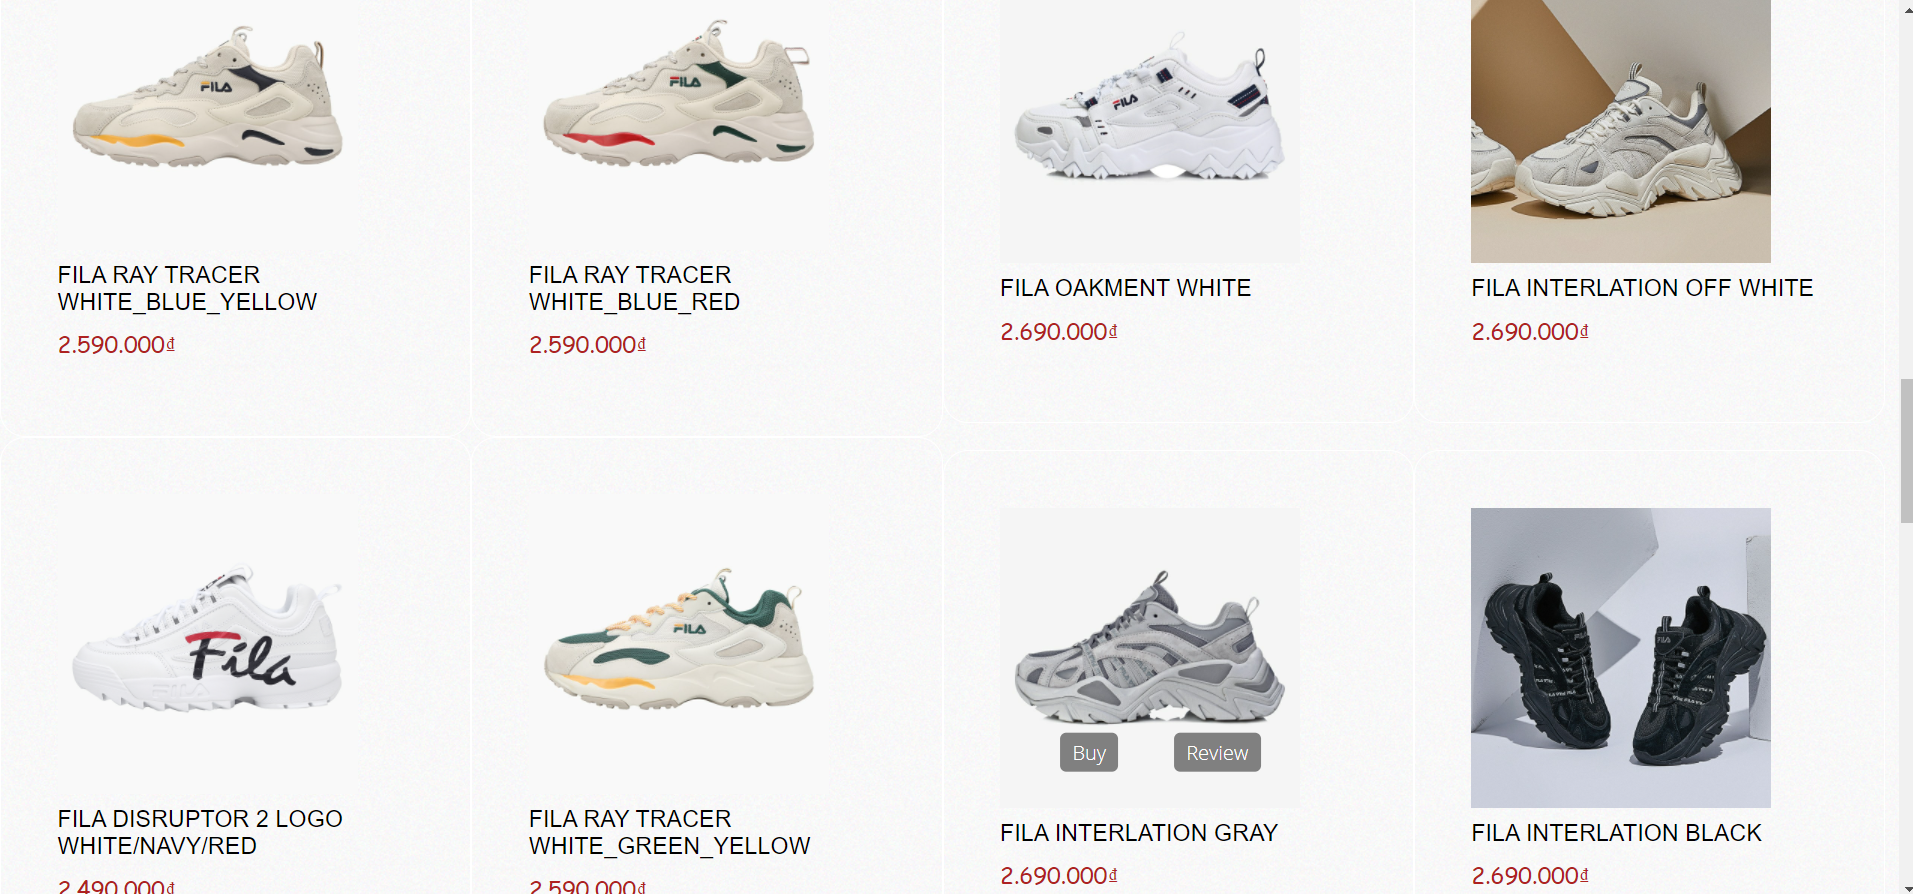 FILA
FILA
FILA
FILA RAY TRACER
WHITE_BLUE_YELLOW
2.590.000₫
FILA RAY TRACER
WHITE_BLUE_RED
2.590.000₫
FILA OAKMENT WHITE
2.690.000₫
FILA INTERLATION OFF WHITE
2.690.000₫
Fila
FILA
FILA
Buy
Review
FILA DISRUPTOR 2 LOGO
WHITE/NAVY/RED
2.490.000₫
FILA RAY TRACER
WHITE_GREEN_YELLOW
2.590.000₫
FILA INTERLATION GRAY
2.690.000₫
FILA INTERLATION BLACK
2.690.000₫